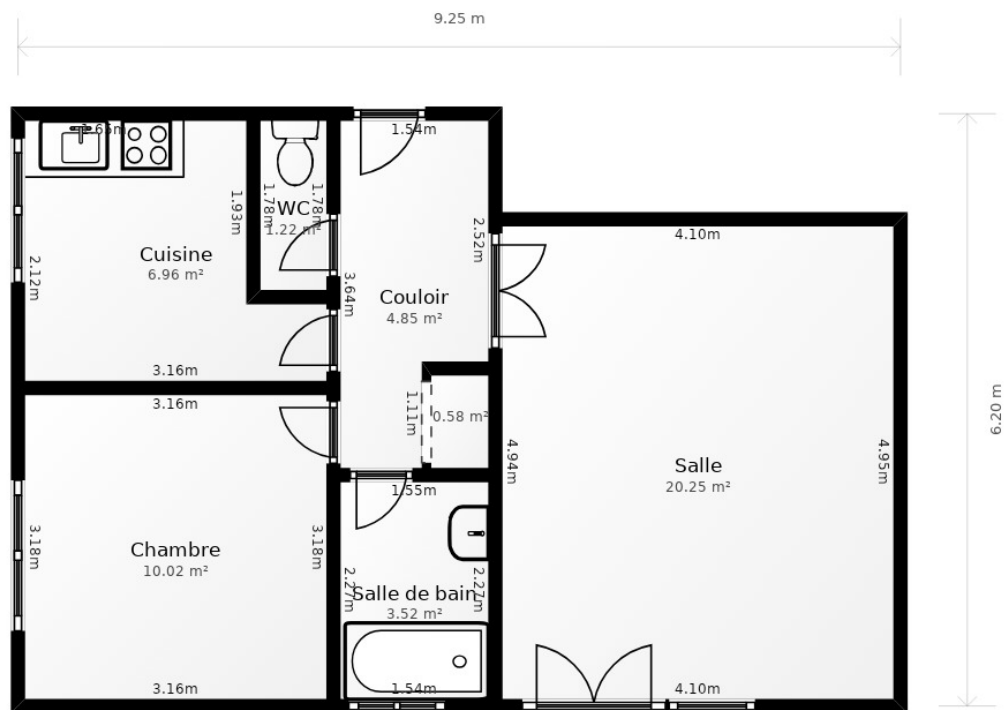 9.25 m
1.65m
1.54m
1.93m
1.78m
1.78m
WC
1.22 m²
2.52m
4.10m
Cuisine
6.96 m²
2.12m
3.64m
Couloir
4.85 m²
3.16m
3.16m
1.11m
0.58 m²
6.20 m
4.94m
4.95m
Salle
20.25 m²
1.55m
3.18m
3.18m
Chambre
10.02 m²
2.27m
2.27m
Salle de bain
3.52 m²
3.16m
1.54m
4.10m